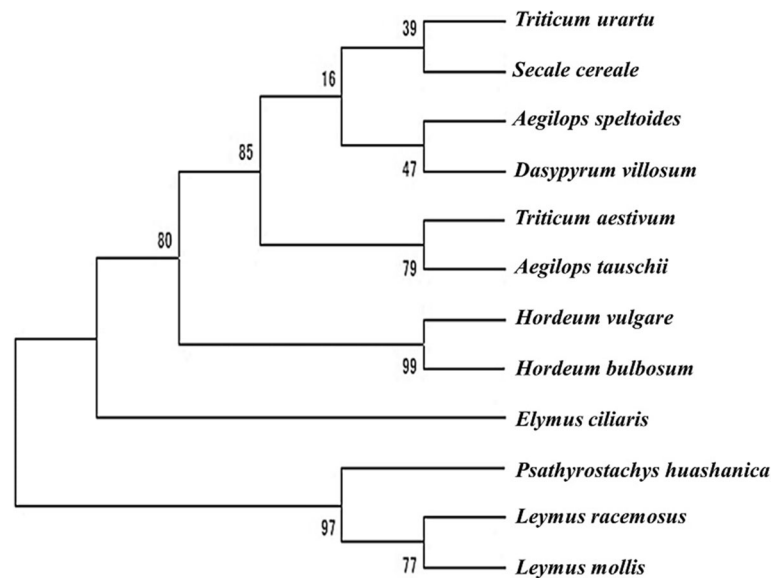 39
Triticum urartu
Secale cereale
16
Aegilops speltoides
47
Dasypyrum villosum
85
Triticum aestivum
79
Aegilops tauschii
80
Hordeum vulgare
99
Hordeum bulbosum
Elymus ciliaris
Psathyrostachys huashanica
97
Leymus racemosus
77
Leymus mollis